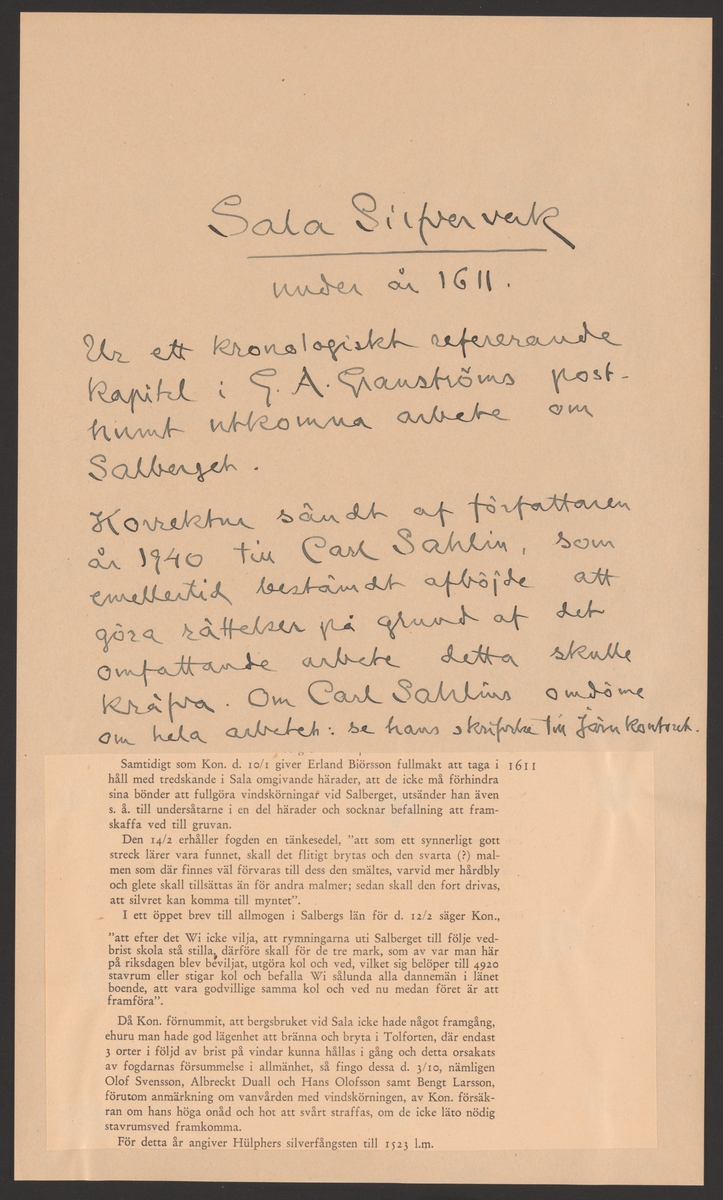 Sala Silfververk
under år 1611.
Ur ett kronologiskt refererande
kapitel i G. A. Granströms post-
humt utkomna arbete om
Salberget.
Korrektur sändt af författaren
år 1940 till Carl Sahlin, som
emellertid bestämdt afböjde att
göra rättelser på grund af det
omfattande arbete detta skulle
kräfva. Om Carl Sahlins omdöme
om hela arbetet: se hans till Järnkontoret.
Samtidigt som Kon. d. 10/1 giver Erland Biörsson fullmakt att taga i 1611
håll med tredskande i Sala omgivande härader, att de icke må förhindra
sina bönder att fullgöra vindskörningar vid Salberget, utsänder han även
s. å. till undersåtarne i en del härader och socknar befallning att fram-
skaffa ved till gruvan.
Den 14/2 erhåller fogden en tänkesedel, ”att som ett synnerligt gott
streck lärer vara funnet, skall det flitigt brytas och den svarta (?) mal-
men som där finnes väl förvaras till dess den smältes, varvid mer hårdbly
och glete skall tillsättas än för andra malmer; sedan skall den fort drivas,
att silvret kan komma till myntet”.
I ett öppet brev till allmogen i Salbergs län för d. 12/2 säger Kon.,
”att efter det Wi icke vilja, att rymningarna uti Salberget till följe ved-
brist skola stå stilla, därföre skall för de tre mark, som av var man här
på riksdagen blev beviljat, utgöra kol och ved, vilket sig belöper till 4920
stavrum eller stigar kol och befalla Wi sålunda alla dannemän i länet
boende, att vara godvillige samma kol och ved nu medan föret är att
framföra”.
Då Kon. förnummit, att bergsbruket vid Sala icke hade något framgång,
ehuru man hade god lägenhet att bränna och bryta i Tolforten, där endast
3 orter i följd av brist på vindar kunna hållas i gång och detta orsakats
av fogdarnas försummelse i allmänhet, så fingo dessa d. 3/10, nämligen
Olof Svensson, Albreckt Duall och Hans Olofsson samt Bengt Larsson,
förutom anmärkning om vanvården med vindskörningen, av Kon. försäk-
ran om hans höga onåd och hot att svårt straffas, om de icke läto nödig
stavrumsved framkomma.
För detta år angiver Hülphers silverfångsten till 1523 l.m.